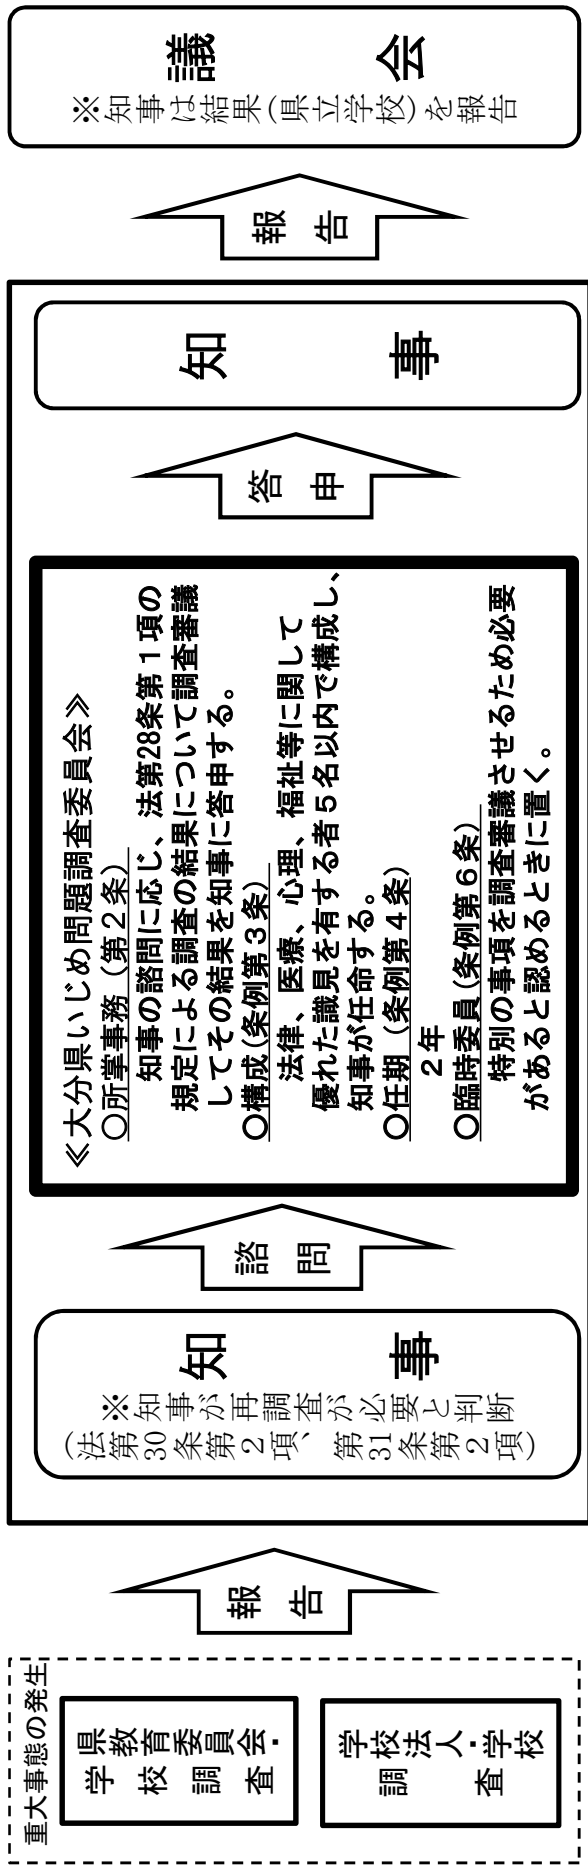 重大事態の発生
県教育委員会・
学校調査
学校法人・学校
調査
報告
知事
※知事が再調査が必要と判断
（法第30条第２項、第31条第２項）
諮問
≪大分県いじめ問題調査委員会≫
○所掌事務（第２条）
知事の諮問に応じ、法第28条第１項の
規定による調査の結果について調査審議
してその結果を知事に答申する。
○構成（条例第３条）
法律、医療、心理、福祉等に関して
優れた識見を有する者５名以内で構成し、
知事が任命する。
○任期（条例第４条）
２年
○臨時委員（条例第６条）
特別の事項を調査審議させるため必要
があると認めるときに置く。
答申
知事
報告
議会
※知事は結果（県立学校）を報告